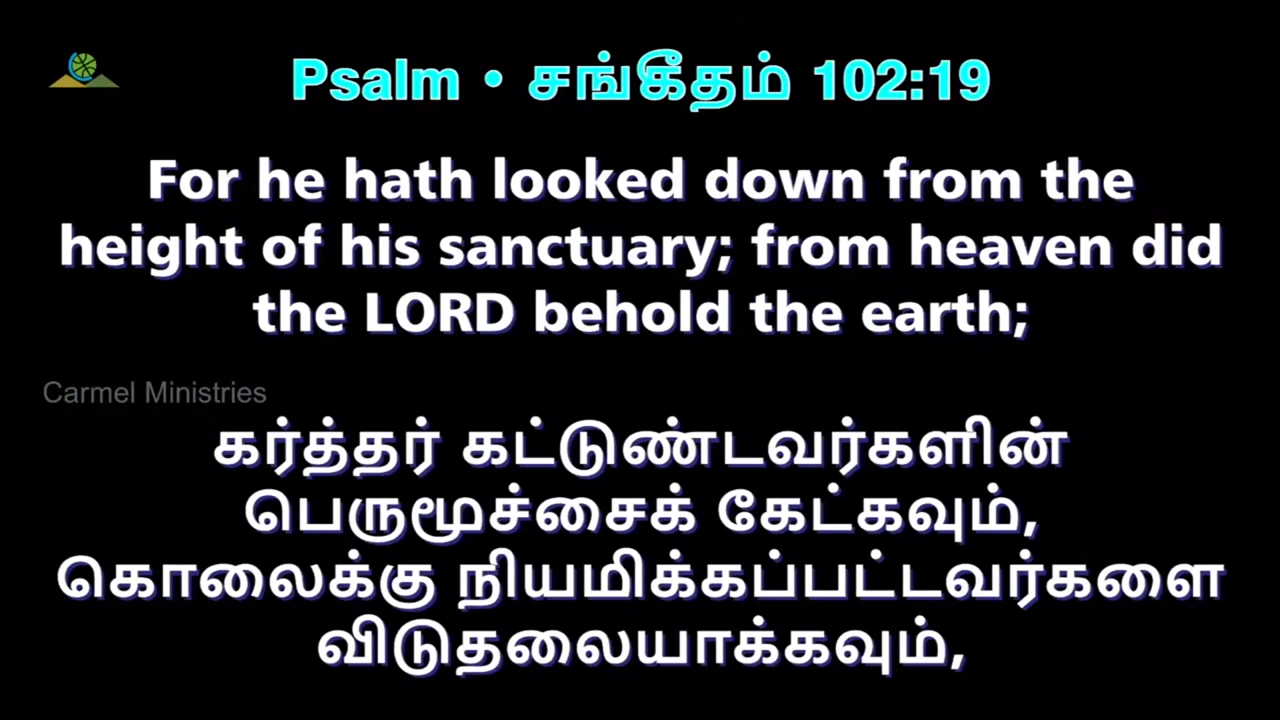 Psalm • சங்கீதம் 102:19
For he hath looked down from the
height of his sanctuary; from heaven did
the LORD behold the earth;
Carmel Ministries
கர்த்தர் கட்டுண்டவர்களின்
பெருமூச்சைக் கேட்கவும்,
கொலைக்கு நியமிக்கப்பட்டவர்களை
விடுதலையாக்கவும்,